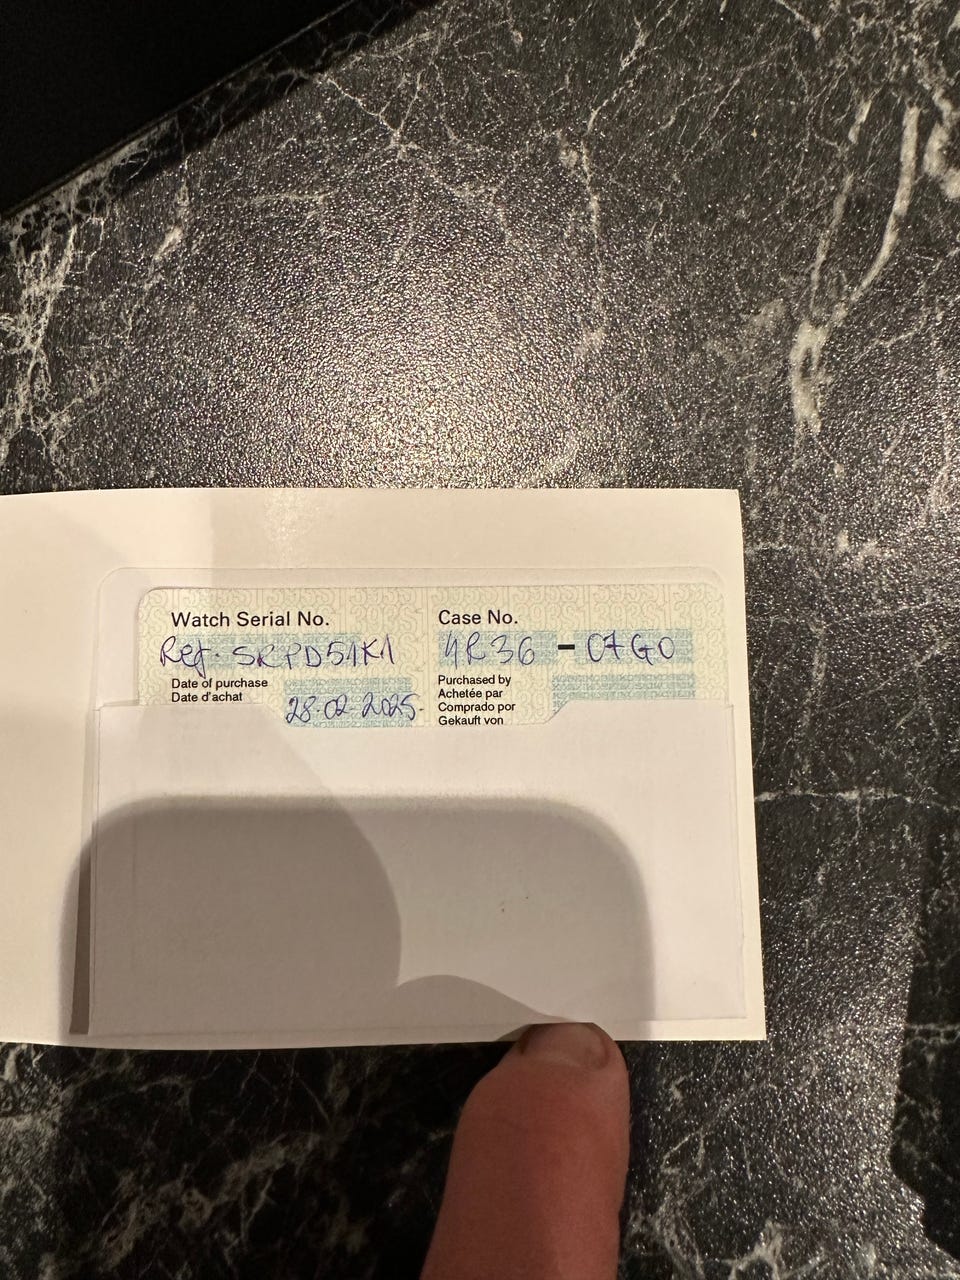 Watch Serial No.
Ref. SRPD51K1
Date of purchase
Date d'achat
28.02.2025.
Case No.
4R36 - 07G0
Purchased by
Achetée par
Comprado por
Gekauft von